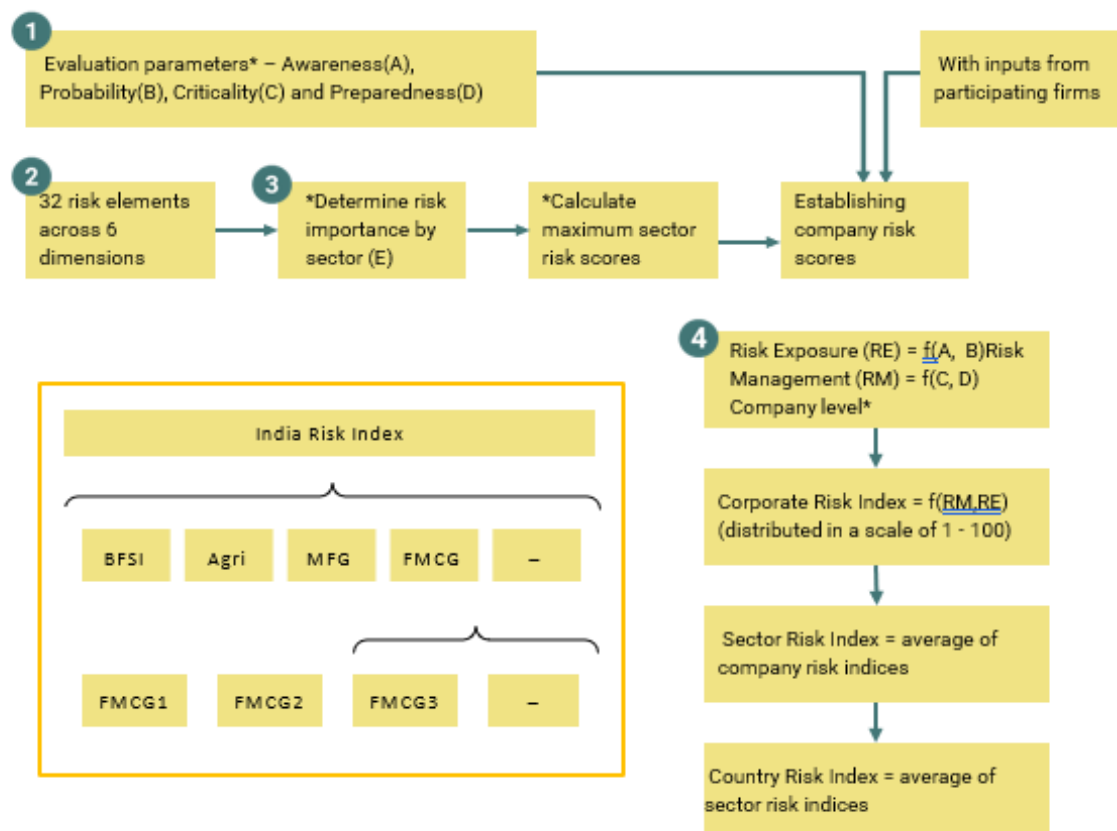 1
Evaluation parameters* – Awareness(A),
Probability(B), Criticality(C) and Preparedness(D)
With inputs from
participating firms
2
32 risk elements
across 6
dimensions
3
*Determine risk
importance by
sector (E)
*Calculate
maximum sector
risk scores
Establishing
company risk
scores
4
Risk Exposure (RE) = f(A, B)Risk
Management (RM) = f(C, D)
Company level*
Corporate Risk Index = f(RM,RE)
(distributed in a scale of 1 - 100)
Sector Risk Index = average of
company risk indices
Country Risk Index = average of
sector risk indices
India Risk Index
BFSI
Agri
MFG
FMCG
–
FMCG1
FMCG2
FMCG3
–